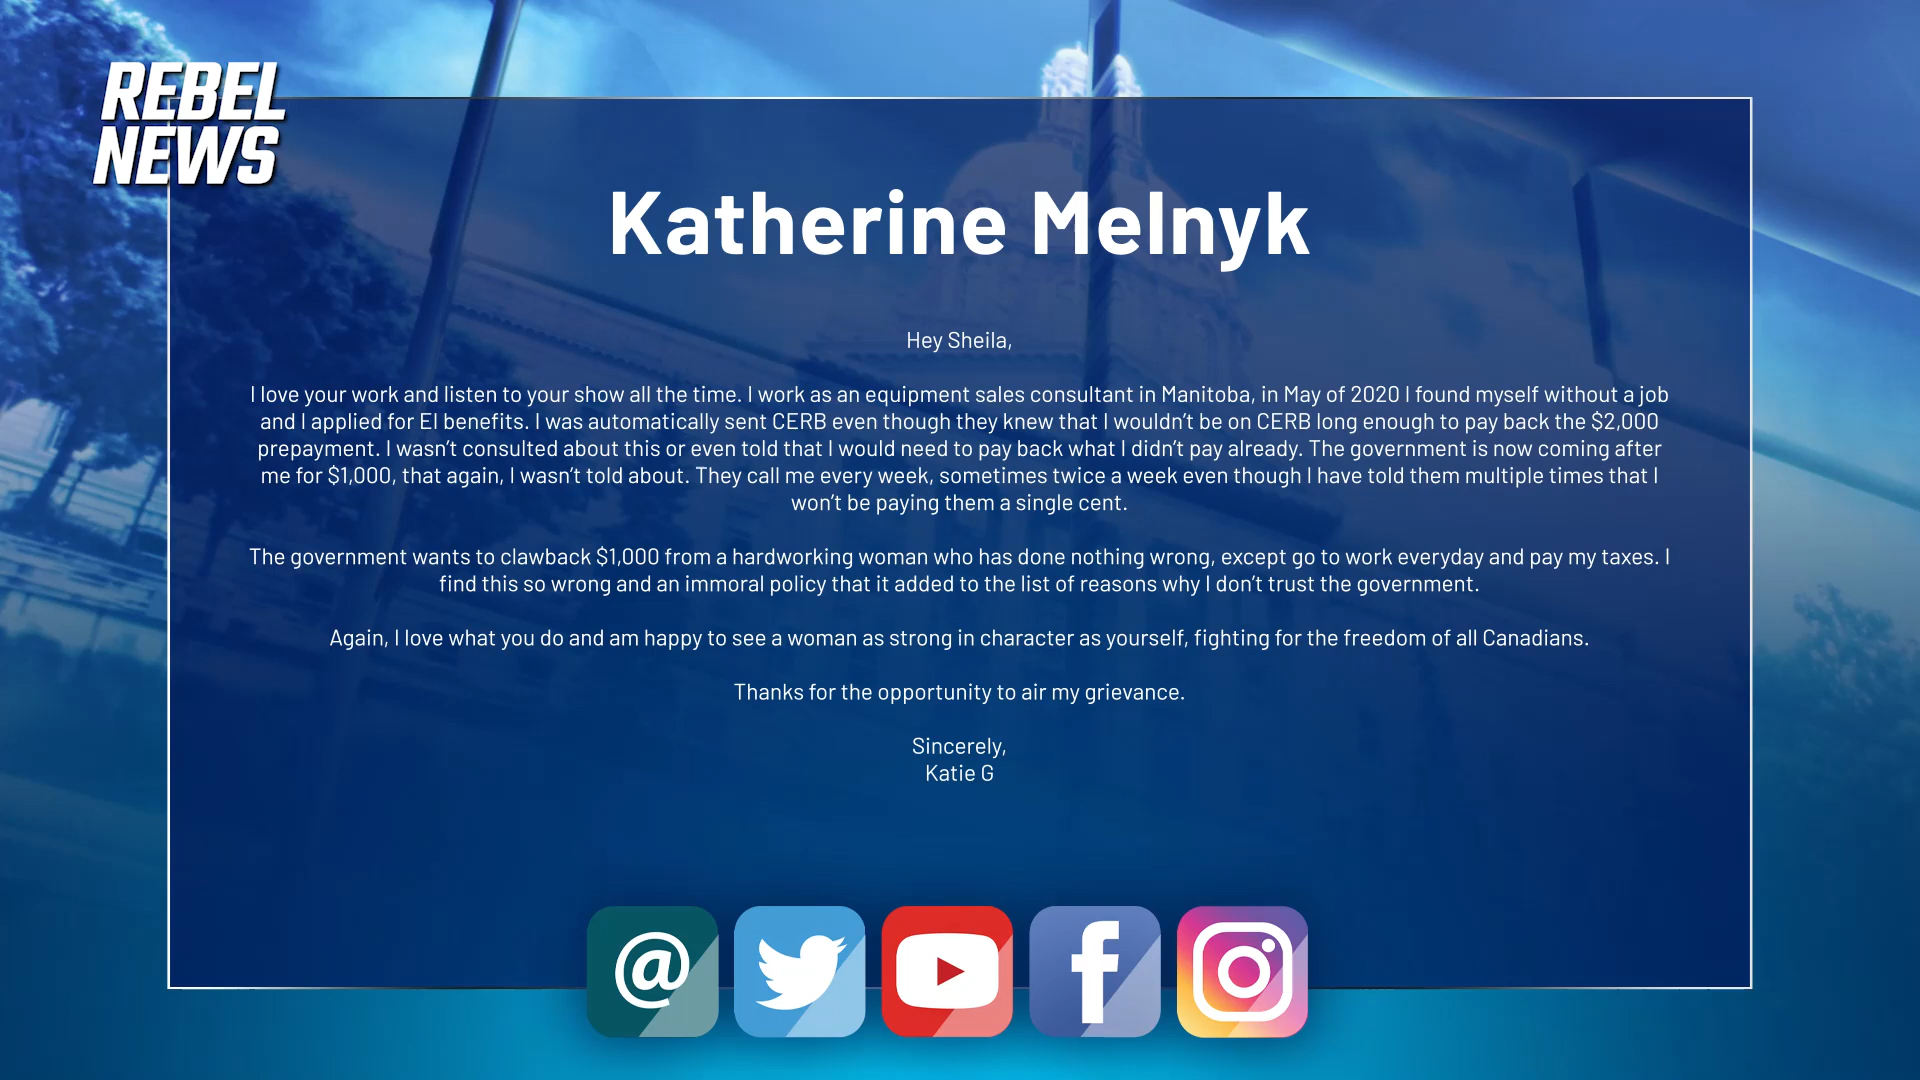 REBEL
NEWS
Katherine Melnyk
Hey Sheila,
I love your work and listen to your show all the time. I work as an equipment sales consultant in Manitoba, in May of 2020 I found myself without a job
and I applied for EI benefits. I was automatically sent CERB even though they knew that I wouldn't be on CERB long enough to pay back the $2,000
prepayment. I wasn't consulted about this or even told that I would need to pay back what I didn't pay already. The government is now coming after
me for $1,000, that again, I wasn't told about. They call me every week, sometimes twice a week even though I have told them multiple times that I
won't be paying them a single cent.
The government wants to clawback $1,000 from a hardworking woman who has done nothing wrong, except go to work everyday and pay my taxes. I
find this so wrong and an immoral policy that it added to the list of reasons why I don't trust the government.
Again, I love what you do and am happy to see a woman as strong in character as yourself, fighting for the freedom of all Canadians.
Thanks for the opportunity to air my grievance.
Sincerely,
Katie G